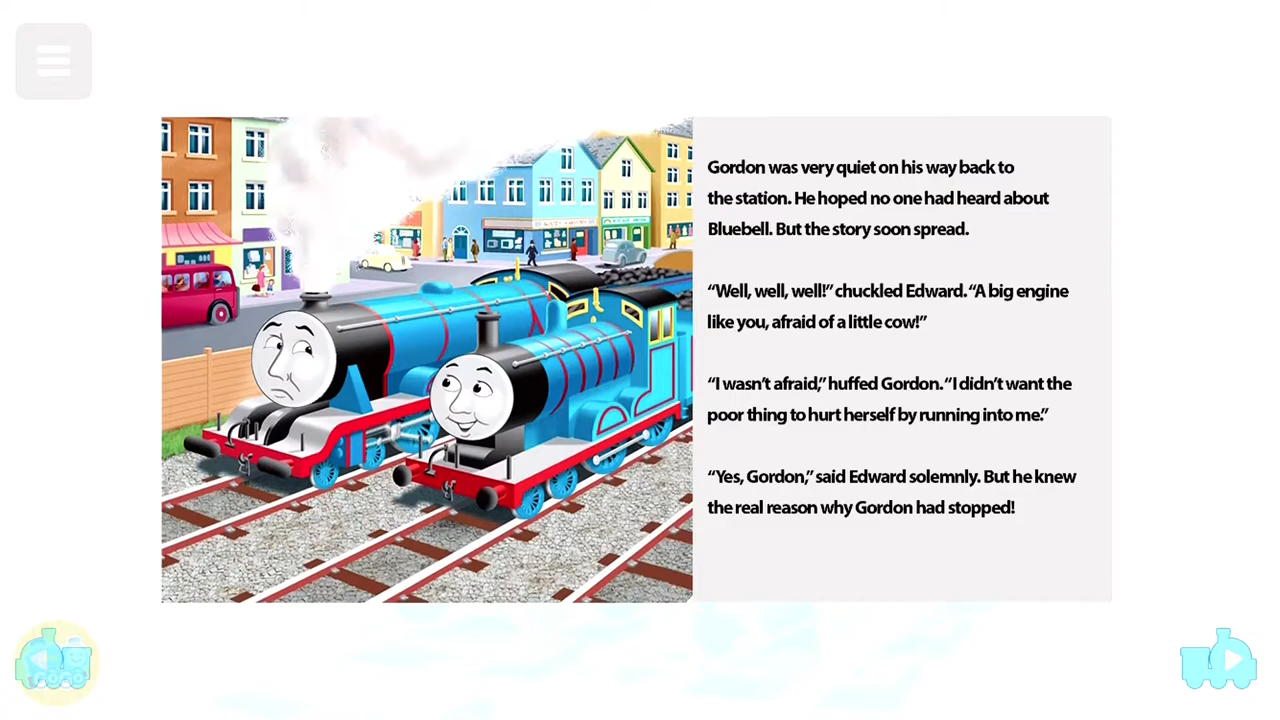 Gordon was very quiet on his way back to
the station. He hoped no one had heard about
Bluebell. But the story soon spread.
“Well, well, well!” chuckled Edward. “A big engine
like you, afraid of a little cow!”
“I wasn’t afraid,” huffed Gordon. “I didn’t want the
poor thing to hurt herself by running into me.”
“Yes, Gordon,” said Edward solemnly. But he knew
the real reason why Gordon had stopped!